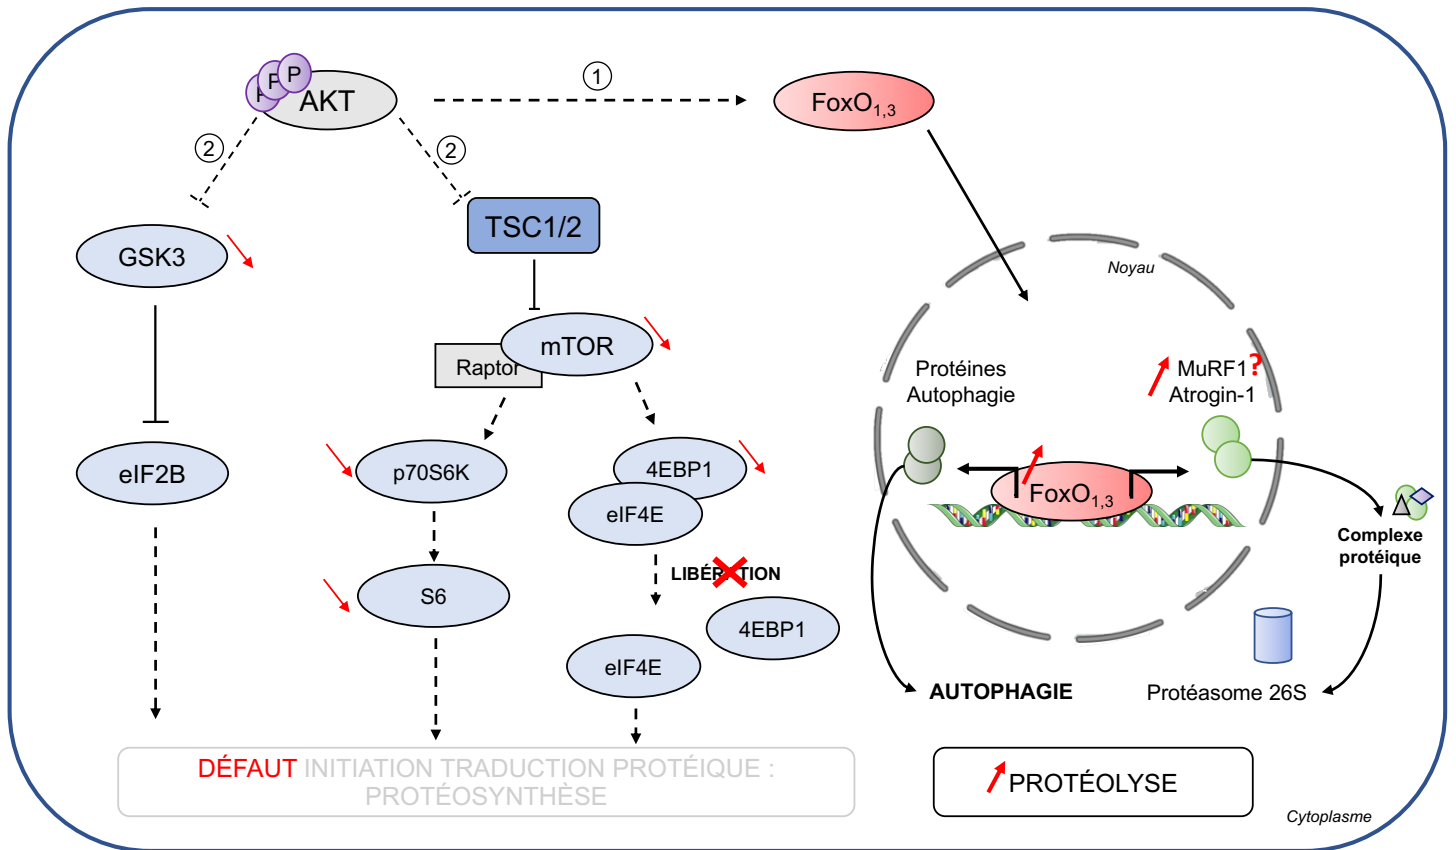 P
P
P
AKT
1
FoxO1,3
2
2
TSC1/2
GSK3
Noyau
mTOR
Raptor
Protéines
Autophagie
MuRF1?
Atrogin-1
eIF2B
p70S6K
4EBP1
eIF4E
FoxO1,3
Complexe
protéique
LIBÉRATION
S6
4EBP1
eIF4E
AUTOPHAGIE
Protéasome 26S
DÉFAUT INITIATION TRADUCTION PROTÉIQUE :
PROTÉOSYNTHÈSE
PROTÉOLYSE
Cytoplasme